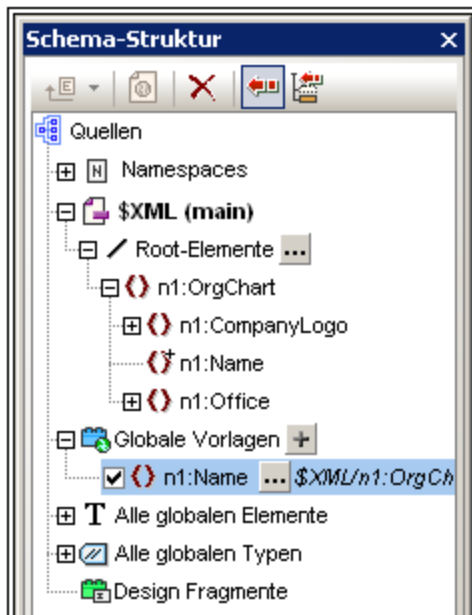 Schema-Struktur
Quellen
Namespaces
$XML (main)
Root-Elemente ...
n1:OrgChart
n1:CompanyLogo
n1:Name
n1:Office
Globale Vorlagen +
n1:Name ... $XML/n1:OrgCh
Alle globalen Elemente
Alle globalen Typen
Design Fragmente